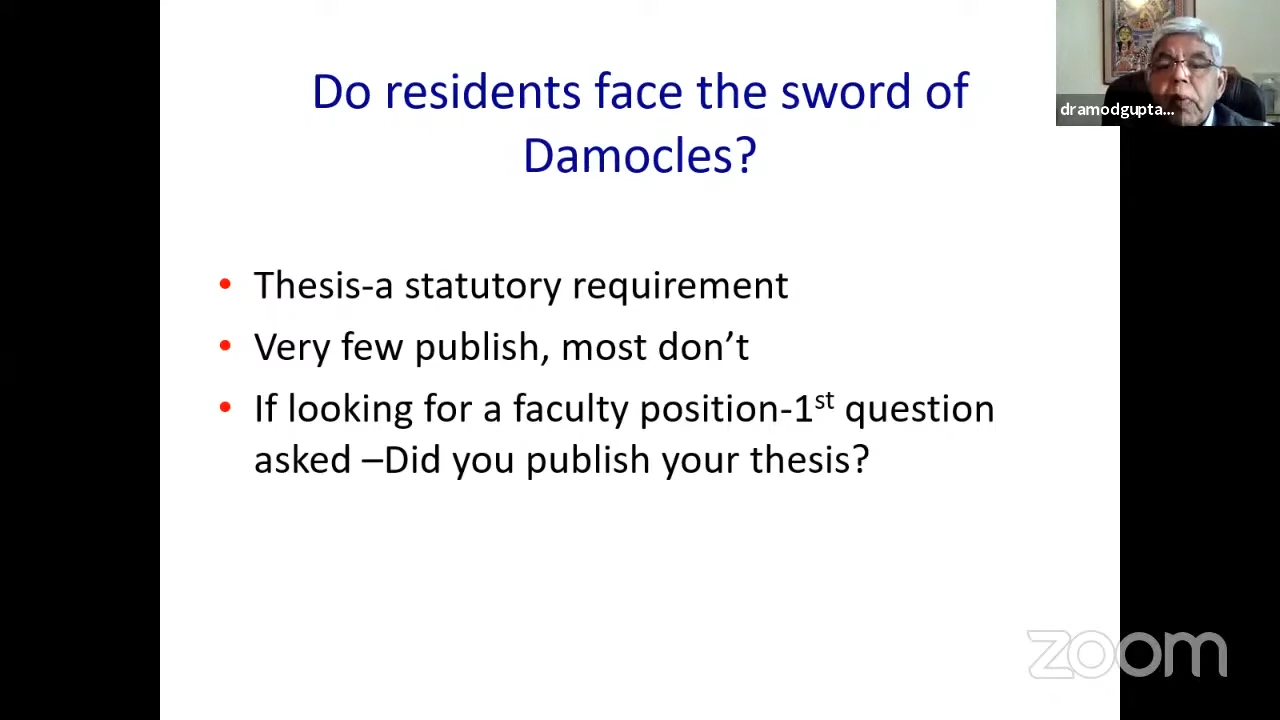 Do residents face the sword of
Damocles?
dramodgupta...
• Thesis-a statutory requirement
• Very few publish, most don’t
• If looking for a faculty position-1st question
asked –Did you publish your thesis?
zoom